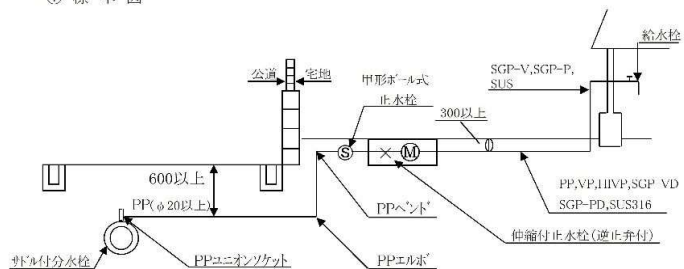 ① 標 準 図
公道
宅地
給水栓
SGP-V,SGP-P,
SUS
甲形ボール式
止水栓
300以上
S
M
600以上
PP(φ20以上)
PPベンド
PP,VP,HIVP,SGP-VD
SGP-PD,SUS316
伸縮付止水栓(逆止弁付)
サドル付分水栓
PPユニオンソケット
PPエルボ